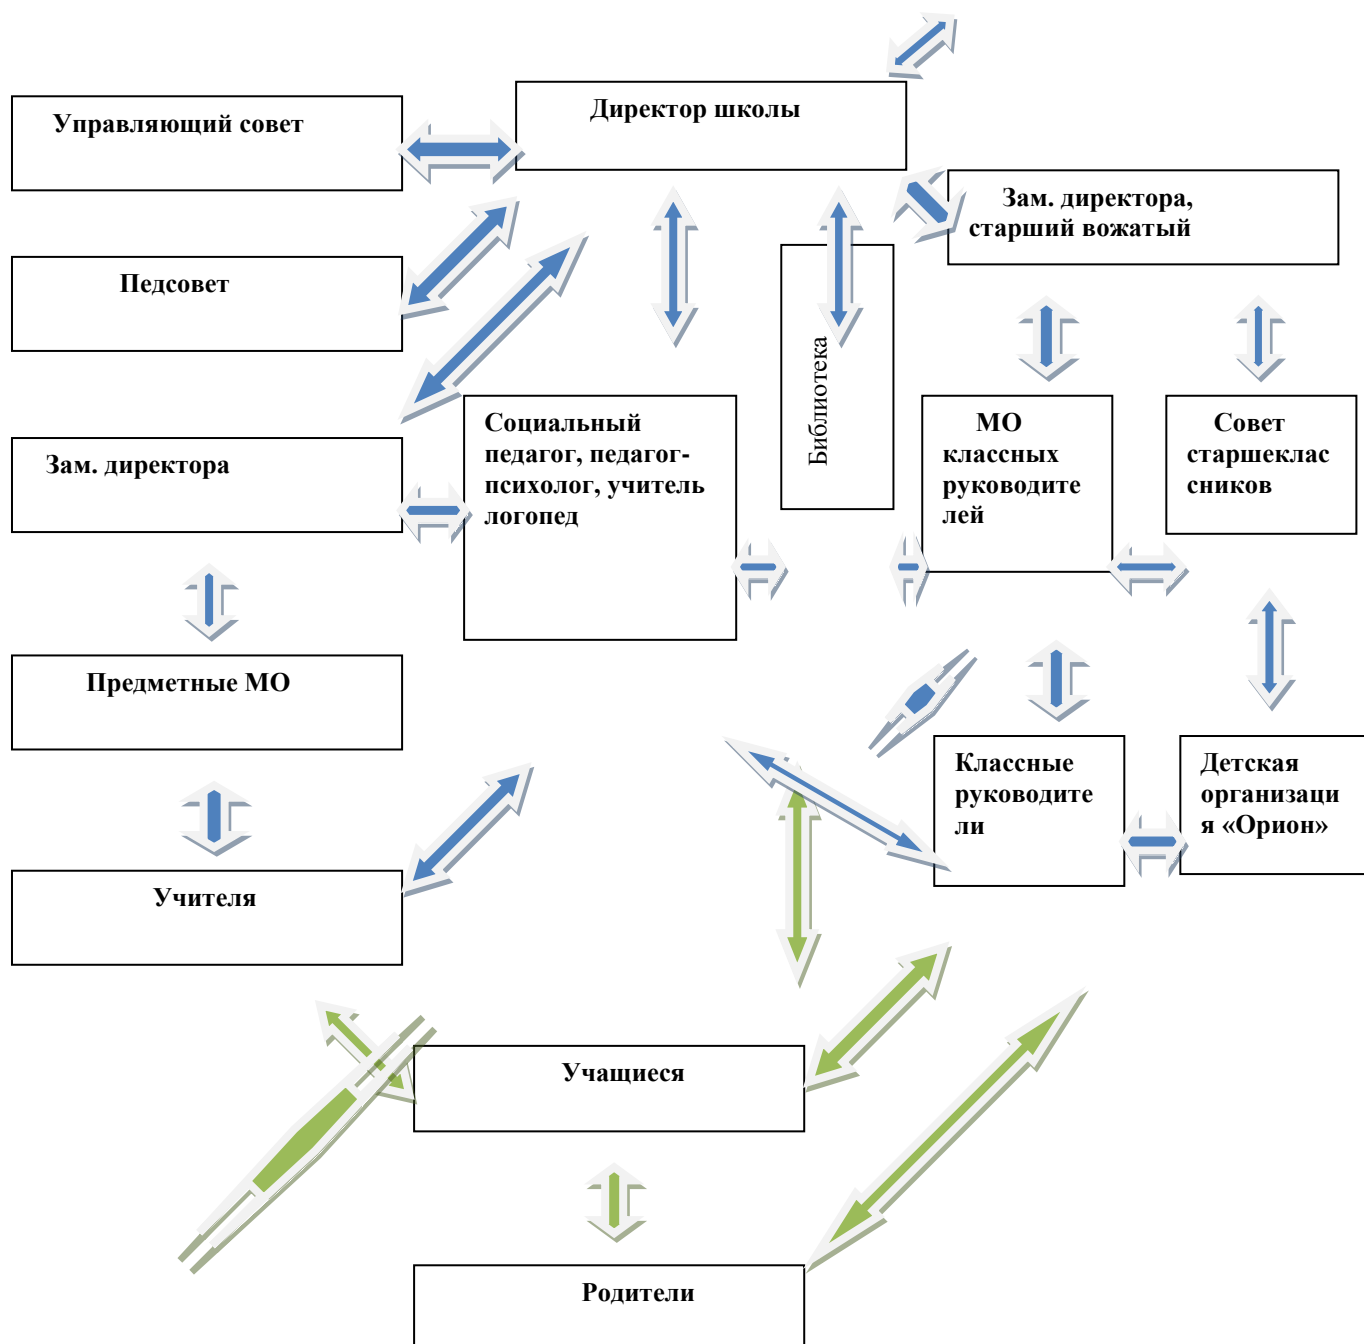 Директор школы
Управляющий совет
Зам. директора,
старший вожатый
Педсовет
Библиотека
Зам. директора
Социальный
педагог, педагог-
психолог, учитель
логопед
МО
классных
руководите
лей
Совет
старшеклас
сников
Предметные МО
Классные
руководите
ли
Детская
организаци
я «Орион»
Учителя
Учащиеся
Родители